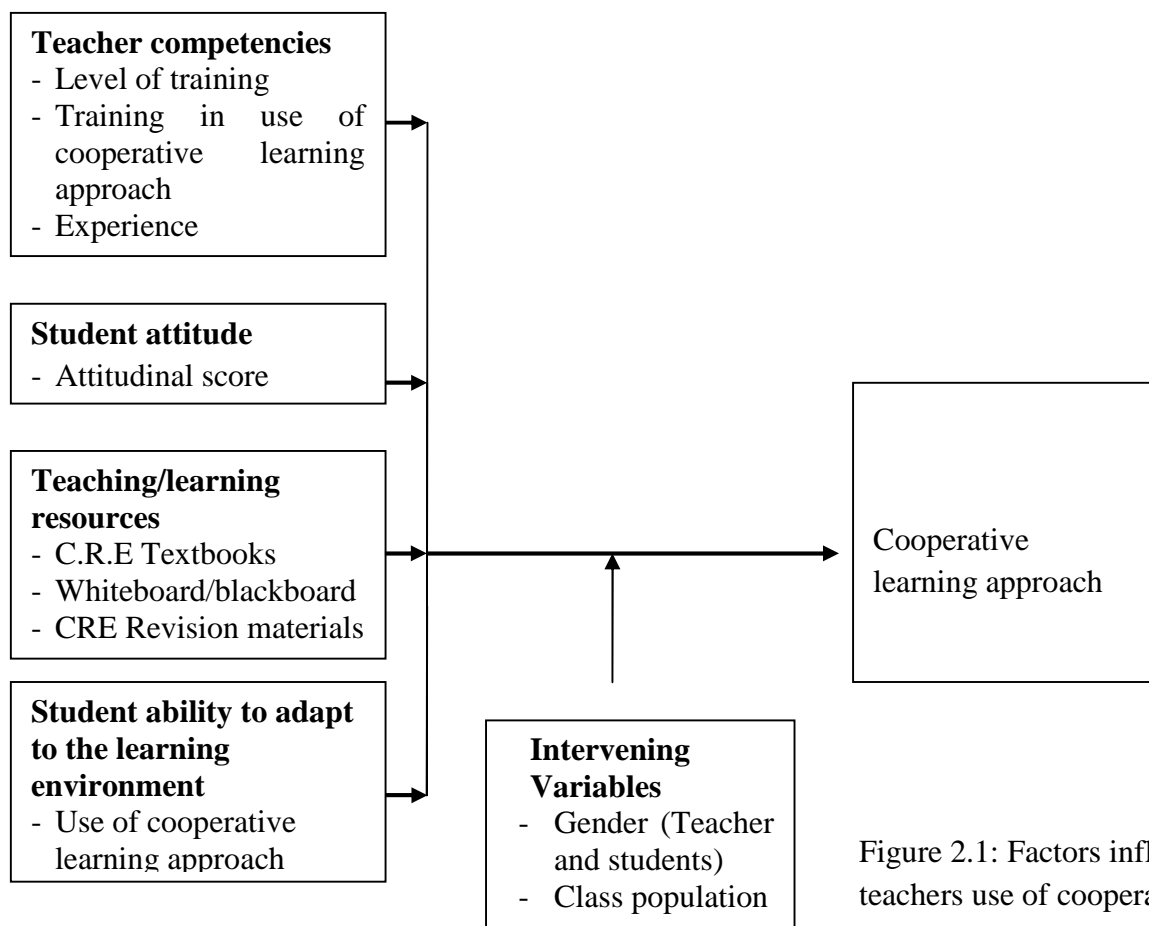 Teacher competencies
- Level of training
- Training in use of
cooperative learning
approach
- Experience
Student attitude
- Attitudinal score
Teaching/learning
resources
- C.R.E Textbooks
- Whiteboard/blackboard
- CRE Revision materials
Student ability to adapt
to the learning
environment
- Use of cooperative
learning approach
Intervening
Variables
- Gender (Teacher
and students)
- Class population
Cooperative
learning approach
Figure 2.1: Factors
teachers use of